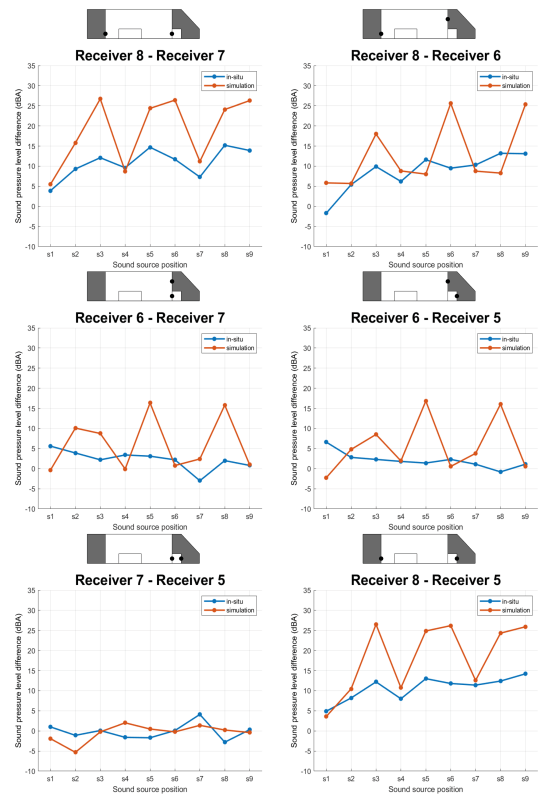 Receiver 8 - Receiver 7
Sound pressure level difference (dBA)
35
30
25
20
15
10
5
0
-5
-10
in-situ
simulation
s1 s2 s3 s4 s5 s6 s7 s8 s9
Sound source position
Receiver 8 - Receiver 6
Sound pressure level difference (dBA)
35
30
25
20
15
10
5
0
-5
-10
in-situ
simulation
s1 s2 s3 s4 s5 s6 s7 s8 s9
Sound source position
Receiver 6 - Receiver 7
Sound pressure level difference (dBA)
35
30
25
20
15
10
5
0
-5
-10
in-situ
simulation
s1 s2 s3 s4 s5 s6 s7 s8 s9
Sound source position
Receiver 6 - Receiver 5
Sound pressure level difference (dBA)
35
30
25
20
15
10
5
0
-5
-10
in-situ
simulation
s1 s2 s3 s4 s5 s6 s7 s8 s9
Sound source position
Receiver 7 - Receiver 5
Sound pressure level difference (dBA)
35
30
25
20
15
10
5
0
-5
-10
in-situ
simulation
s1 s2 s3 s4 s5 s6 s7 s8 s9
Sound source position
Receiver 8 - Receiver 5
Sound pressure level difference (dBA)
35
30
25
20
15
10
5
0
-5
-10
in-situ
simulation
s1 s2 s3 s4 s5 s6 s7 s8 s9
Sound source position